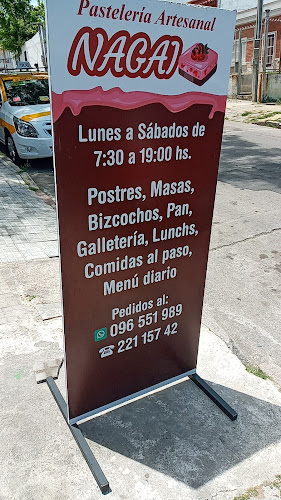 Pastelería Artesanal
NAGAI
Lunes a Sábados de
7:30 a 19:00 hs.
Postres, Masas,
Bizcochos, Pan,
Galletería, Lunchs,
Comidas al paso,
Menú diario
Pedidos al:
096 551 989
221 157 42